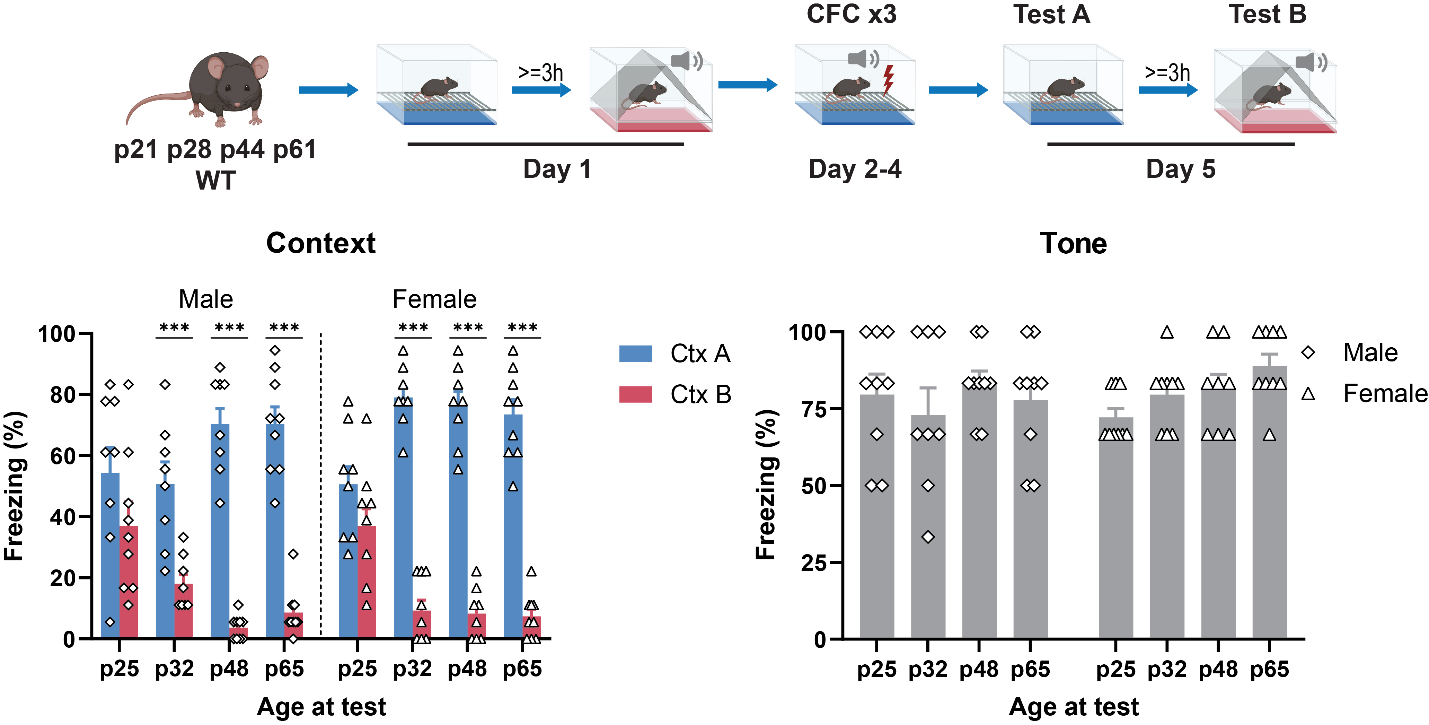 CFC x3
Test A
Test B
>=3h
>=3h
p21 p28 p44 p61
WT
Day 1
Day 2-4
Day 5
Context
Tone
Male
Female
*** *** *** *** *** ***
Freezing (%)
100
80
60
40
20
0
p25 p32 p48 p65 p25 p32 p48 p65
Age at test
Ctx A
Ctx B
Freezing (%)
100
75
50
25
0
p25 p32 p48 p65 p25 p32 p48 p65
Age at test
Male
Female